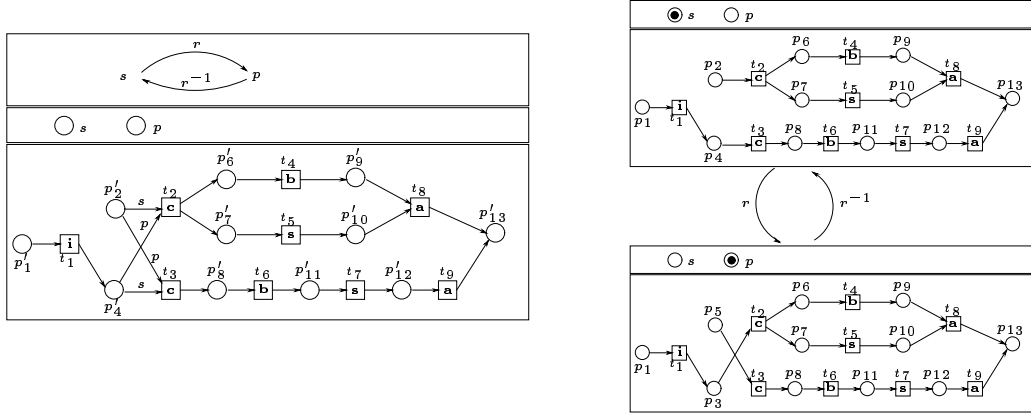 r
s p
r⁻¹
s p
p′6 t4 p′9
b
p′2 t2 t8
s c a
p p′7 t5 p′10 p′13
s
i
p′1 t1 p
t3 p′8 t6 p′11 t7 p′12 t9
s c b s a
p′4
s p
p6 t4 p9
b
p2 t2 t8
c a
p7 t5 p10 p13
s
i
p1 t1
t3 p8 t6 p11 t7 p12 t9
c b s a
p4
r r⁻¹
s p
p6 t4 p9
b
p5 t2 t8
c a
p7 t5 p10 p13
s
i
p1 t1
t3 p8 t6 p11 t7 p12 t9
c b s a
p3